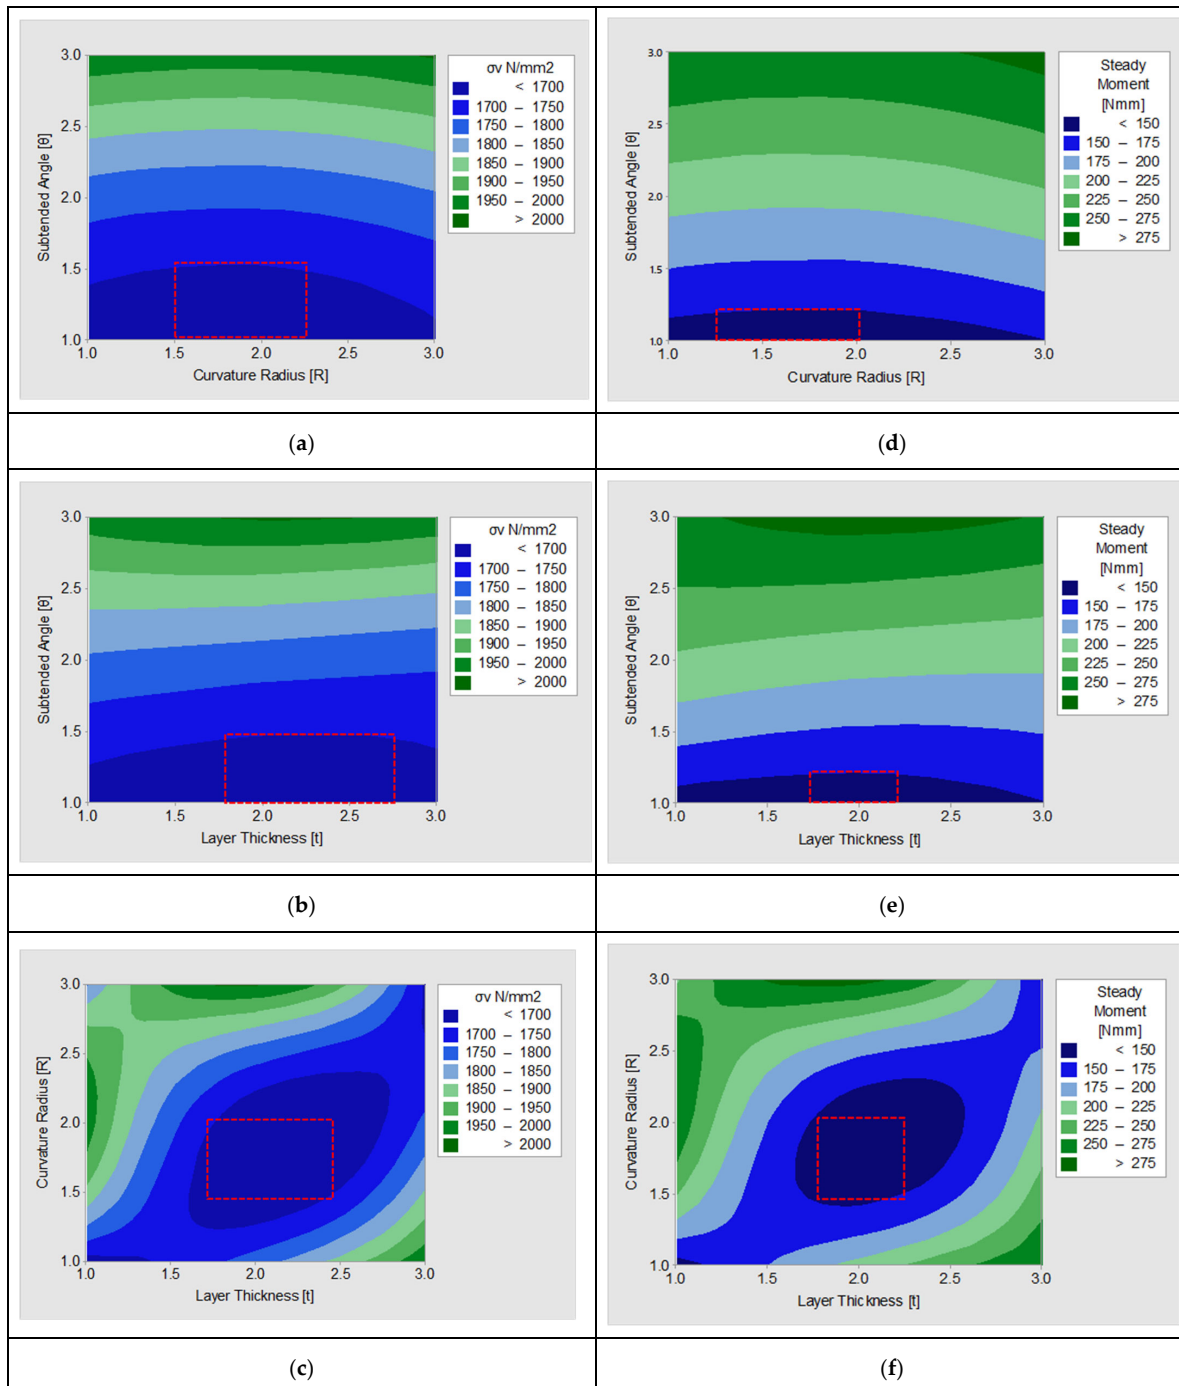 3.0
2.5
2.0
1.5
1.0
Subtended Angle [θ]
1.0 1.5 2.0 2.5 3.0
Curvature Radius [R]
σv N/mm2
< 1700
1700 – 1750
1750 – 1800
1800 – 1850
1850 – 1900
1900 – 1950
1950 – 2000
> 2000
(a)
3.0
2.5
2.0
1.5
1.0
Subtended Angle [θ]
1.0 1.5 2.0 2.5 3.0
Curvature Radius [R]
Steady
Moment
[Nmm]
< 150
150 – 175
175 – 200
200 – 225
225 – 250
250 – 275
> 275
(d)
3.0
2.5
2.0
1.5
1.0
Subtended Angle [θ]
1.0 1.5 2.0 2.5 3.0
Layer Thickness [t]
σv N/mm2
< 1700
1700 – 1750
1750 – 1800
1800 – 1850
1850 – 1900
1900 – 1950
1950 – 2000
> 2000
(b)
3.0
2.5
2.0
1.5
1.0
Subtended Angle [θ]
1.0 1.5 2.0 2.5 3.0
Layer Thickness [t]
Steady
Moment
[Nmm]
< 150
150 – 175
175 – 200
200 – 225
225 – 250
250 – 275
> 275
(e)
3.0
2.5
2.0
1.5
1.0
Curvature Radius [R]
1.0 1.5 2.0 2.5 3.0
Layer Thickness [t]
σv N/mm2
< 1700
1700 – 1750
1750 – 1800
1800 – 1850
1850 – 1900
1900 – 1950
1950 – 2000
> 2000
(c)
3.0
2.5
2.0
1.5
1.0
Curvature Radius [R]
1.0 1.5 2.0 2.5 3.0
Layer Thickness [t]
Steady
Moment
[Nmm]
< 150
150 – 175
175 – 200
200 – 225
225 – 250
250 – 275
> 275
(f)